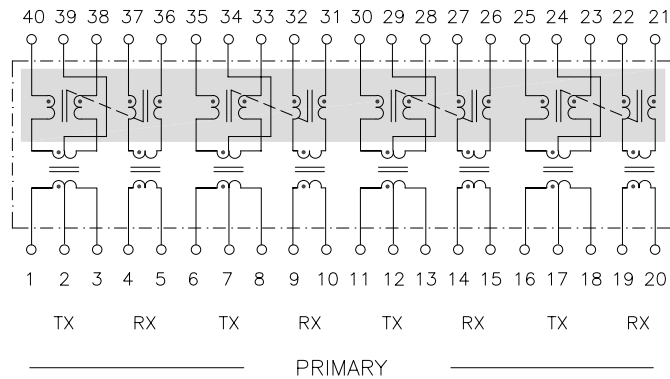 40 39 38 37 36 35 34 33 32 31 30 29 28 27 26 25 24 23 22 21
1 2 3 4 5 6 7 8 9 10 11 12 13 14 15 16 17 18 19 20
TX RX TX RX TX RX TX RX
PRIMARY